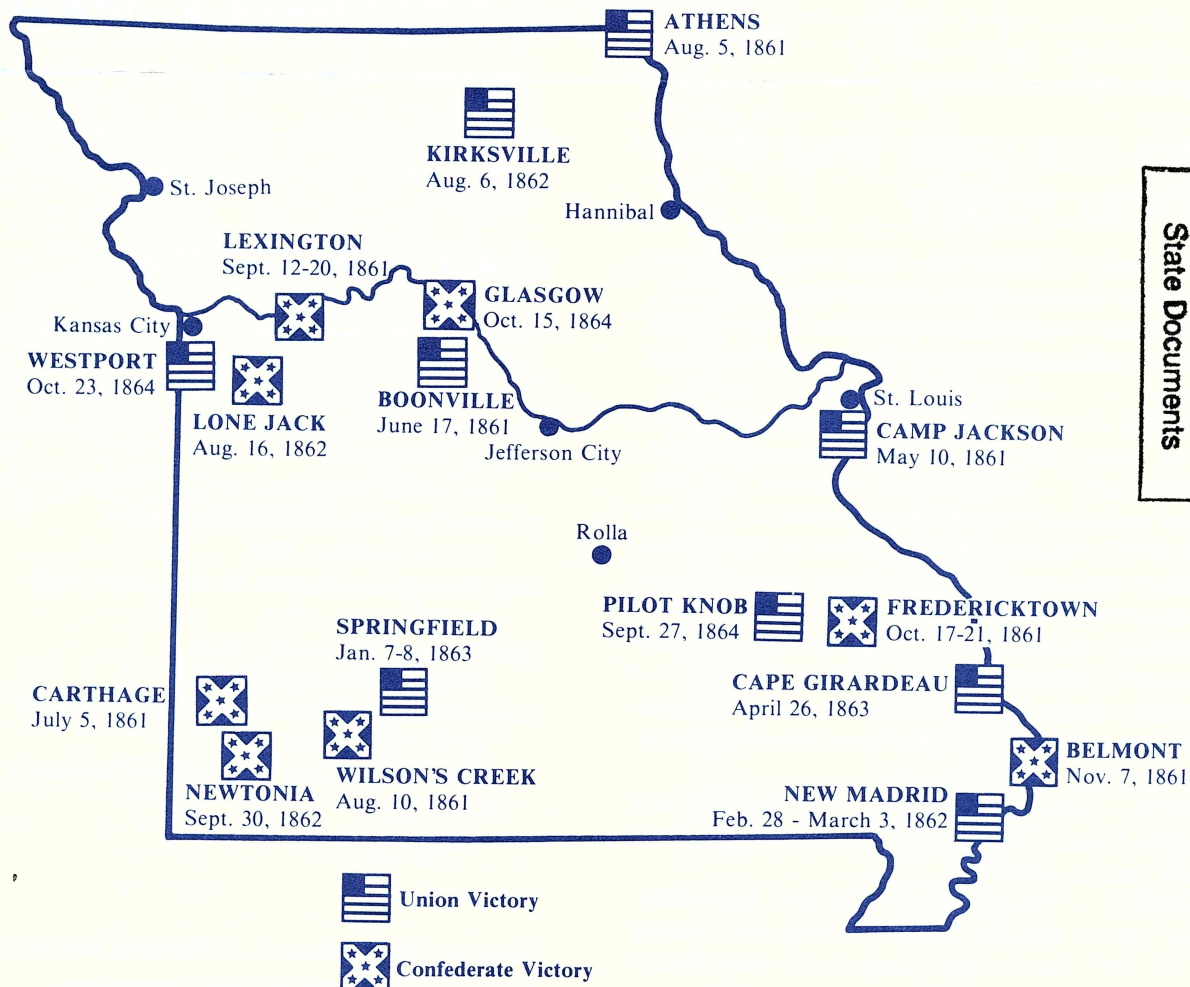 ATHENS
Aug. 5, 1861
KIRKSVILLE
Aug. 6, 1862
St. Joseph
Hannibal
LEXINGTON
Sept. 12-20, 1861
GLASGOW
Oct. 15, 1864
Kansas City
WESTPORT
Oct. 23, 1864
LONE JACK
Aug. 16, 1862
BOONVILLE
June 17, 1861
Jefferson City
St. Louis
CAMP JACKSON
May 10, 1861
Rolla
PILOT KNOB
Sept. 27, 1864
FREDERICKTOWN
Oct. 17-21, 1861
SPRINGFIELD
Jan. 7-8, 1863
CARTHAGE
July 5, 1861
CAPE GIRARDEAU
April 26, 1863
NEWTONIA
Sept. 30, 1862
WILSON'S CREEK
Aug. 10, 1861
BELMONT
Nov. 7, 1861
NEW MADRID
Feb. 28 - March 3, 1862
Union Victory
Confederate Victory
State Documents